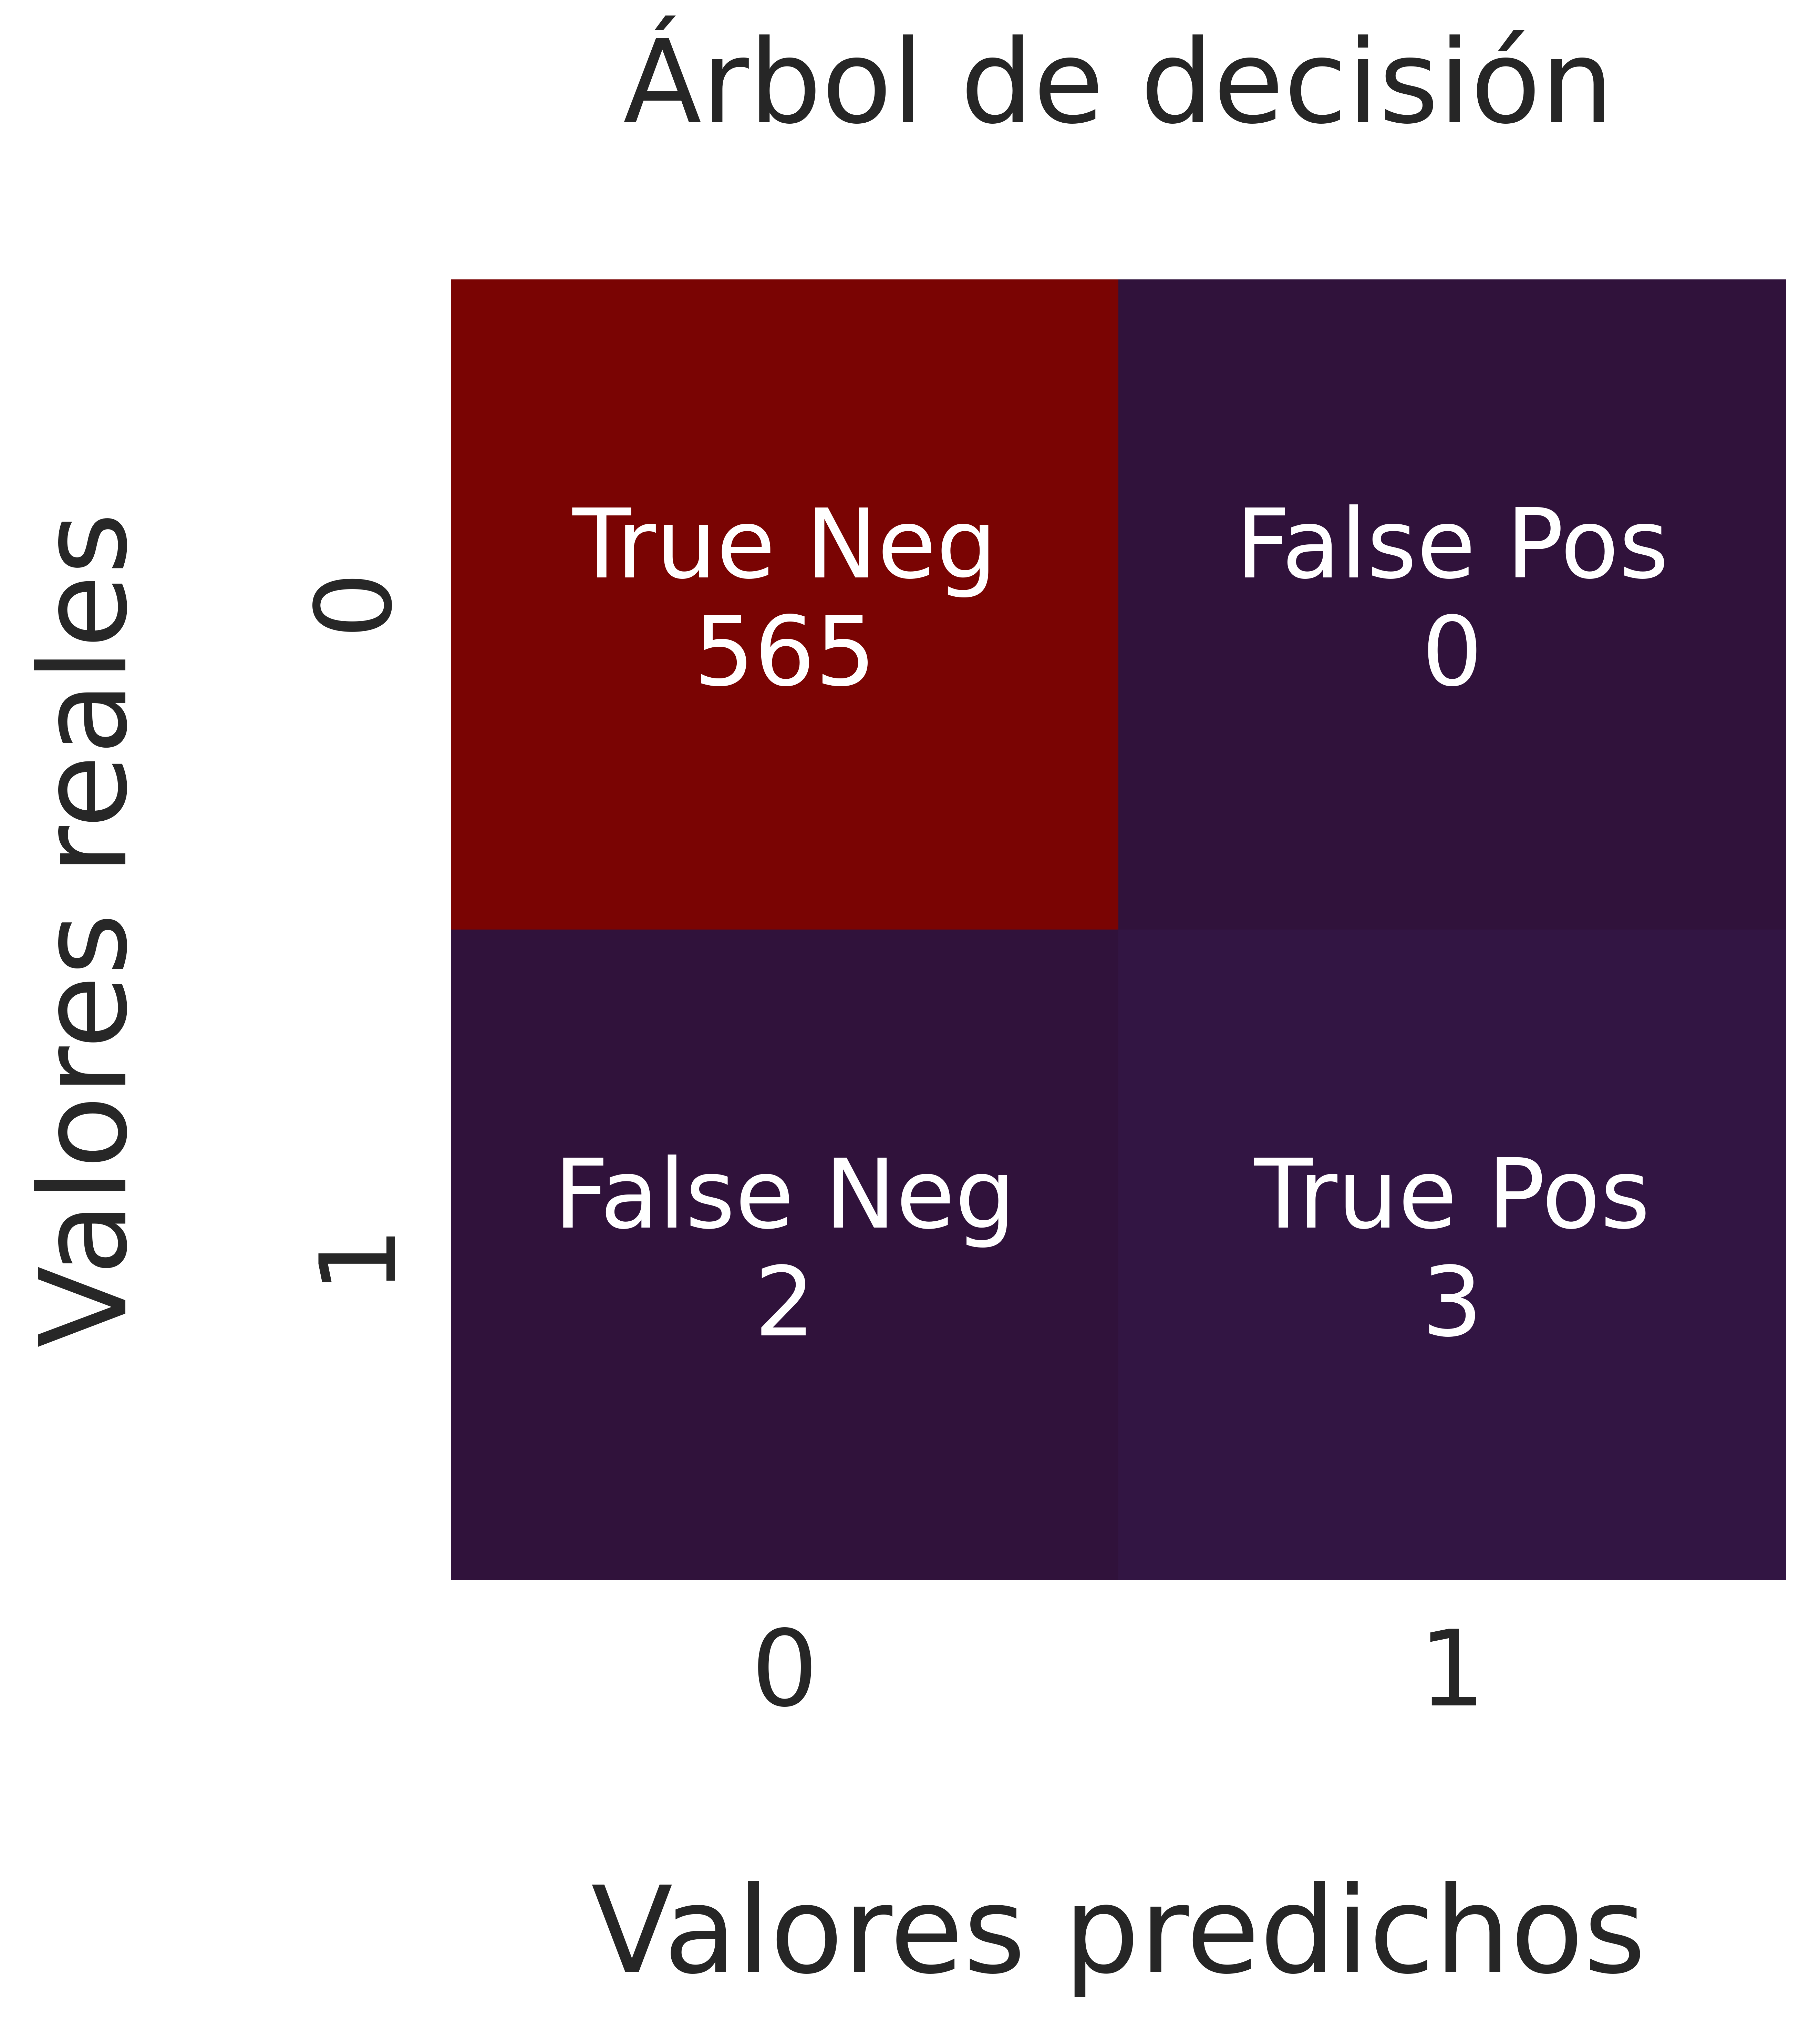 Árbol de decisión
Valores reales
0
True Neg
565
False Pos
0
1
False Neg
2
True Pos
3
0
1
Valores predichos